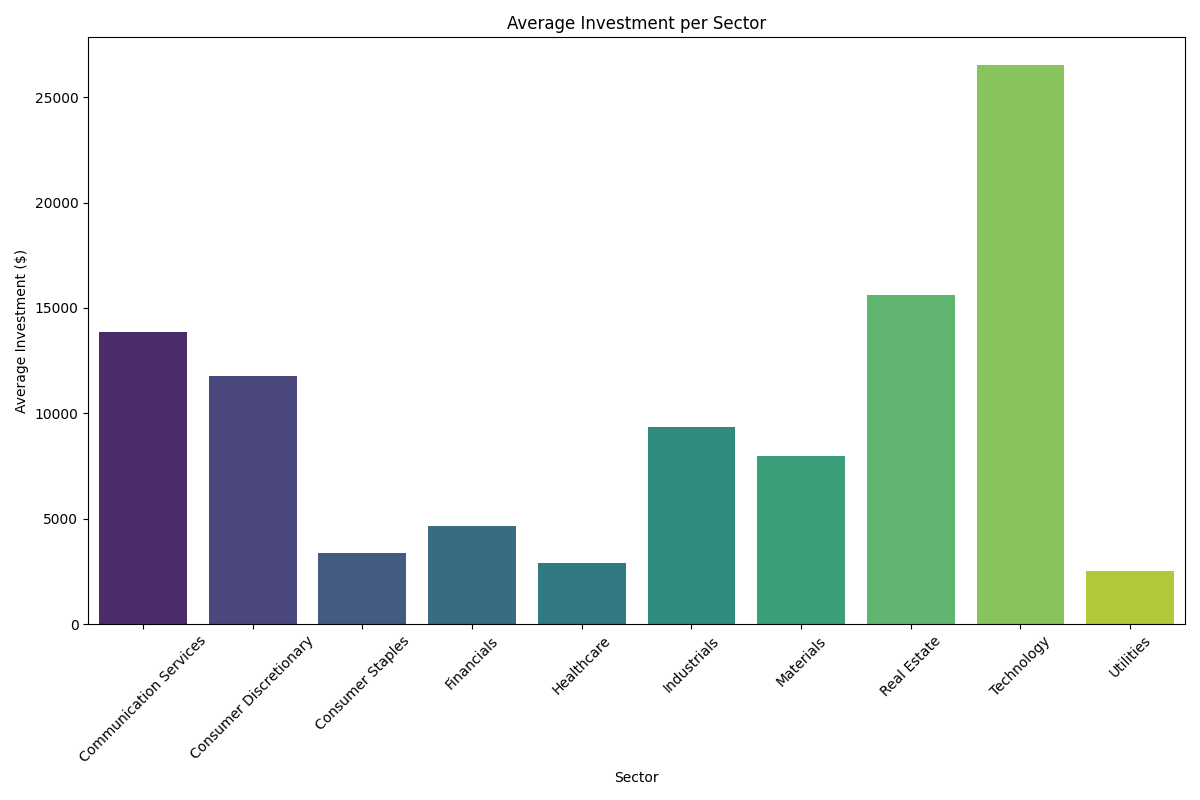 Average Investment per Sector
Average Investment ($)
25000
20000
15000
10000
5000
0
Communication Services
Consumer Discretionary
Consumer Staples
Financials
Healthcare
Industrials
Materials
Real Estate
Technology
Utilities
Sector